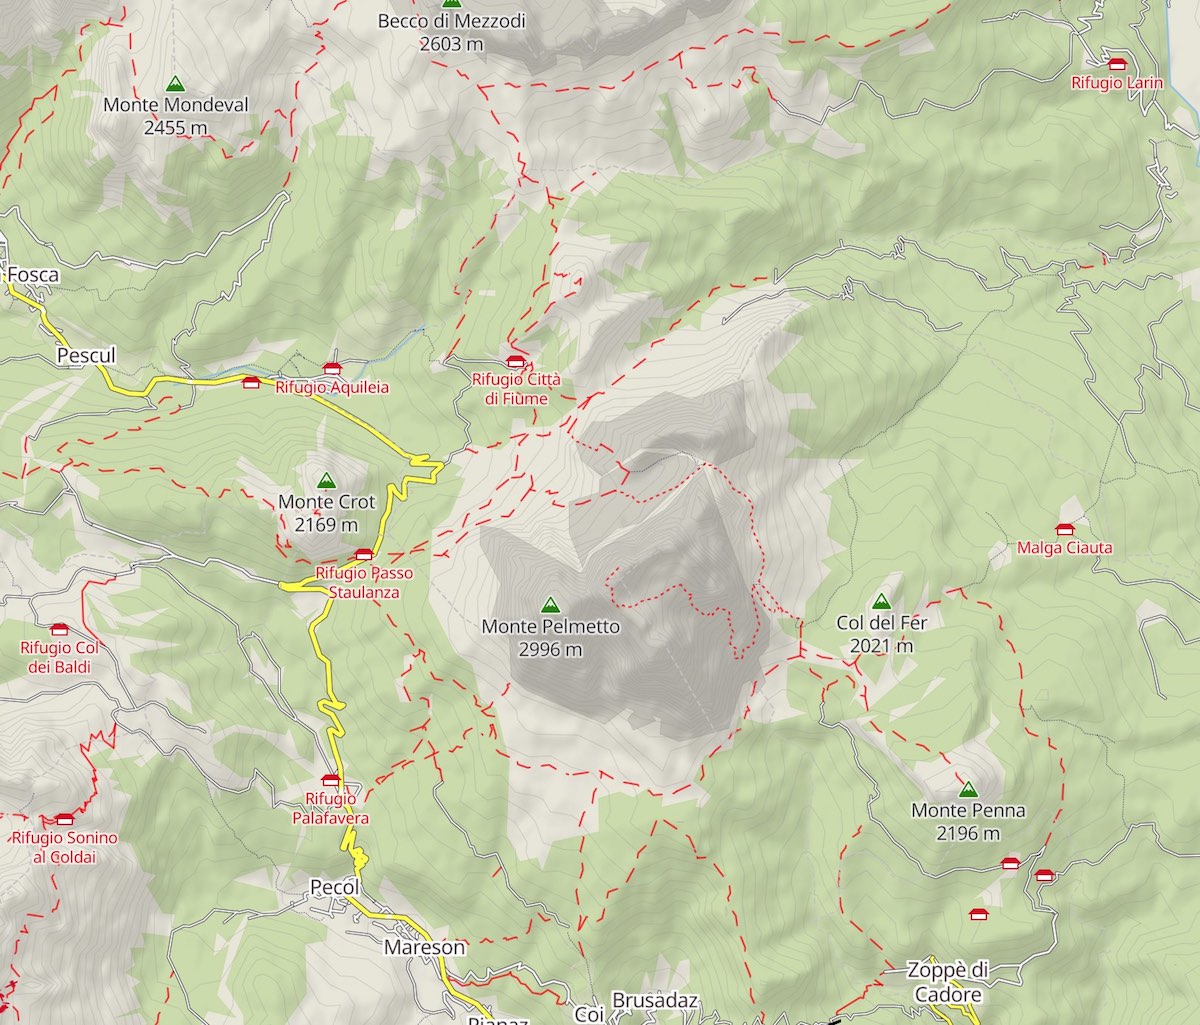 Becco di Mezzodi
2603 m
Rifugio Larin
Monte Mondeval
2455 m
Fosca
Pescul
Rifugio Aquileia
Rifugio Città
di Fiume
Monte Crot
2169 m
Malga Ciauta
Rifugio Passo
Staulanza
Monte Pelmetto
2996 m
Col del Fér
2021 m
Rifugio Col
dei Baldi
Rifugio
Palafavera
Monte Penna
2196 m
Rifugio Sonino
al Coldai
Pecol
Mareson
Zoppè di
Cadore
Brusadaz
Coi
Pianaz